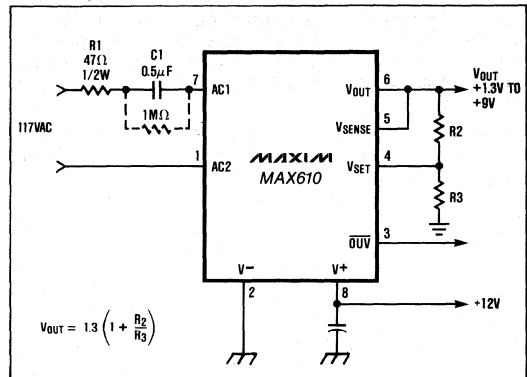 R1
47Ω
1/2W
C1
0.5µF
1MΩ
117VAC
7
AC1
1
AC2
MAXIM
MAX610
VOUT
6
VSENSE
5
VSET
4
OUV
3
V-
2
V+
8
VOUT
+1.3V TO
+9V
R2
R3
+12V
VOUT = 1.3 (1 + R2/R3)